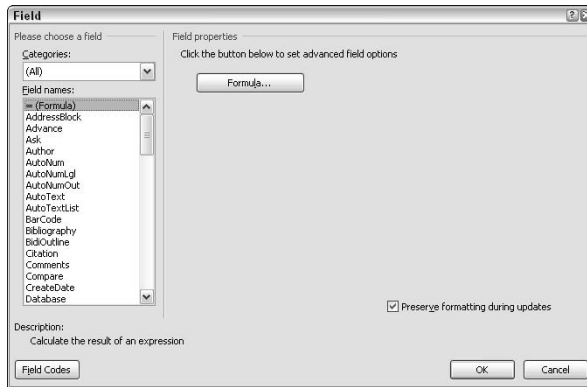 Field
Please choose a field
Categories:
(All)
Field names:
= (Formula)
AddressBlock
Advance
Ask
Author
AutoNum
AutoNumLgl
AutoNumOut
AutoText
AutoTextList
BarCode
Bibliography
BidiOutline
Citation
Comments
Compare
CreateDate
Database
Field properties
Click the button below to set advanced field options
Formula...
Preserve formatting during updates
Description:
Calculate the result of an expression
Field Codes
OK
Cancel